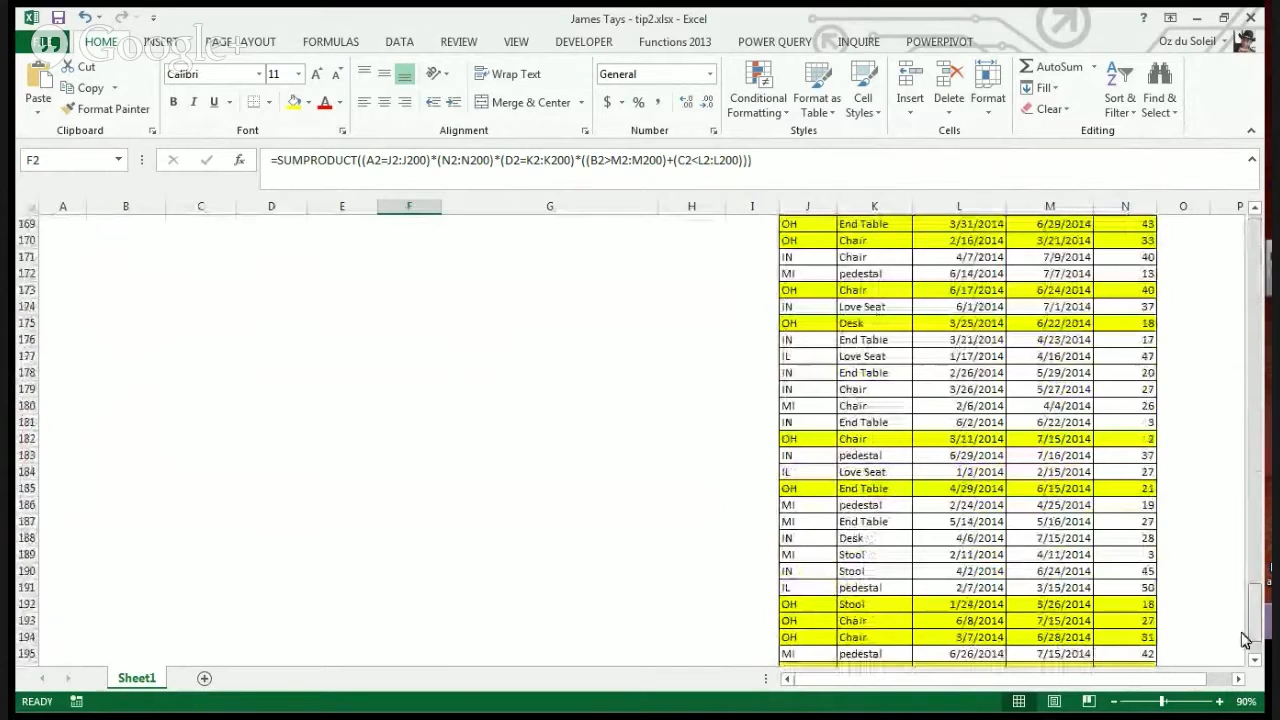 James Tays - tip2.xlsx - Excel
Google+
HOME INSERT PAGE LAYOUT FORMULAS DATA REVIEW VIEW DEVELOPER Functions 2013 POWER QUERY INQUIRE POWERPIVOT Oz du Soleil
Paste Cut Copy Format Painter Clipboard
Calibri 11 B I U Font
Wrap Text Merge & Center Alignment
General $ % , Number
Conditional Formatting Format as Table Cell Styles Styles
Insert Delete Format Cells
AutoSum Fill Clear Sort & Filter Find & Select Editing
F2 fx =SUMPRODUCT((A2=J2:J200)*(N2:N200)*(D2=K2:K200)*((B2>M2:M200)+(C2<L2:L200)))
A B C D E F G H I J K L M N O P
169 OH End Table 3/31/2014 6/29/2014 43
170 OH Chair 2/16/2014 3/21/2014 33
171 IN Chair 4/7/2014 7/9/2014 40
172 MI pedestal 6/14/2014 7/7/2014 13
173 OH Chair 6/17/2014 6/24/2014 40
174 IN Love Seat 6/1/2014 7/1/2014 37
175 OH Desk 3/25/2014 6/22/2014 18
176 IN End Table 3/21/2014 4/23/2014 17
177 IL Love Seat 1/17/2014 4/16/2014 47
178 IN End Table 2/26/2014 5/29/2014 20
179 IN Chair 3/26/2014 5/27/2014 27
180 MI Chair 2/6/2014 4/4/2014 26
181 IN End Table 6/2/2014 6/22/2014 3
182 OH Chair 3/11/2014 7/15/2014 2
183 IN pedestal 6/29/2014 7/16/2014 37
184 IL Love Seat 1/2/2014 2/15/2014 27
185 OH End Table 4/29/2014 6/15/2014 21
186 MI pedestal 2/24/2014 4/25/2014 19
187 MI End Table 5/14/2014 5/16/2014 27
188 IN Desk 4/6/2014 7/15/2014 28
189 MI Stool 2/11/2014 4/11/2014 3
190 IN Stool 4/2/2014 6/24/2014 45
191 IL pedestal 2/7/2014 3/15/2014 50
192 OH Stool 1/24/2014 3/26/2014 18
193 OH Chair 6/8/2014 7/15/2014 27
194 OH Chair 3/7/2014 6/28/2014 31
195 MI pedestal 6/26/2014 7/15/2014 42
Sheet1
READY 90%